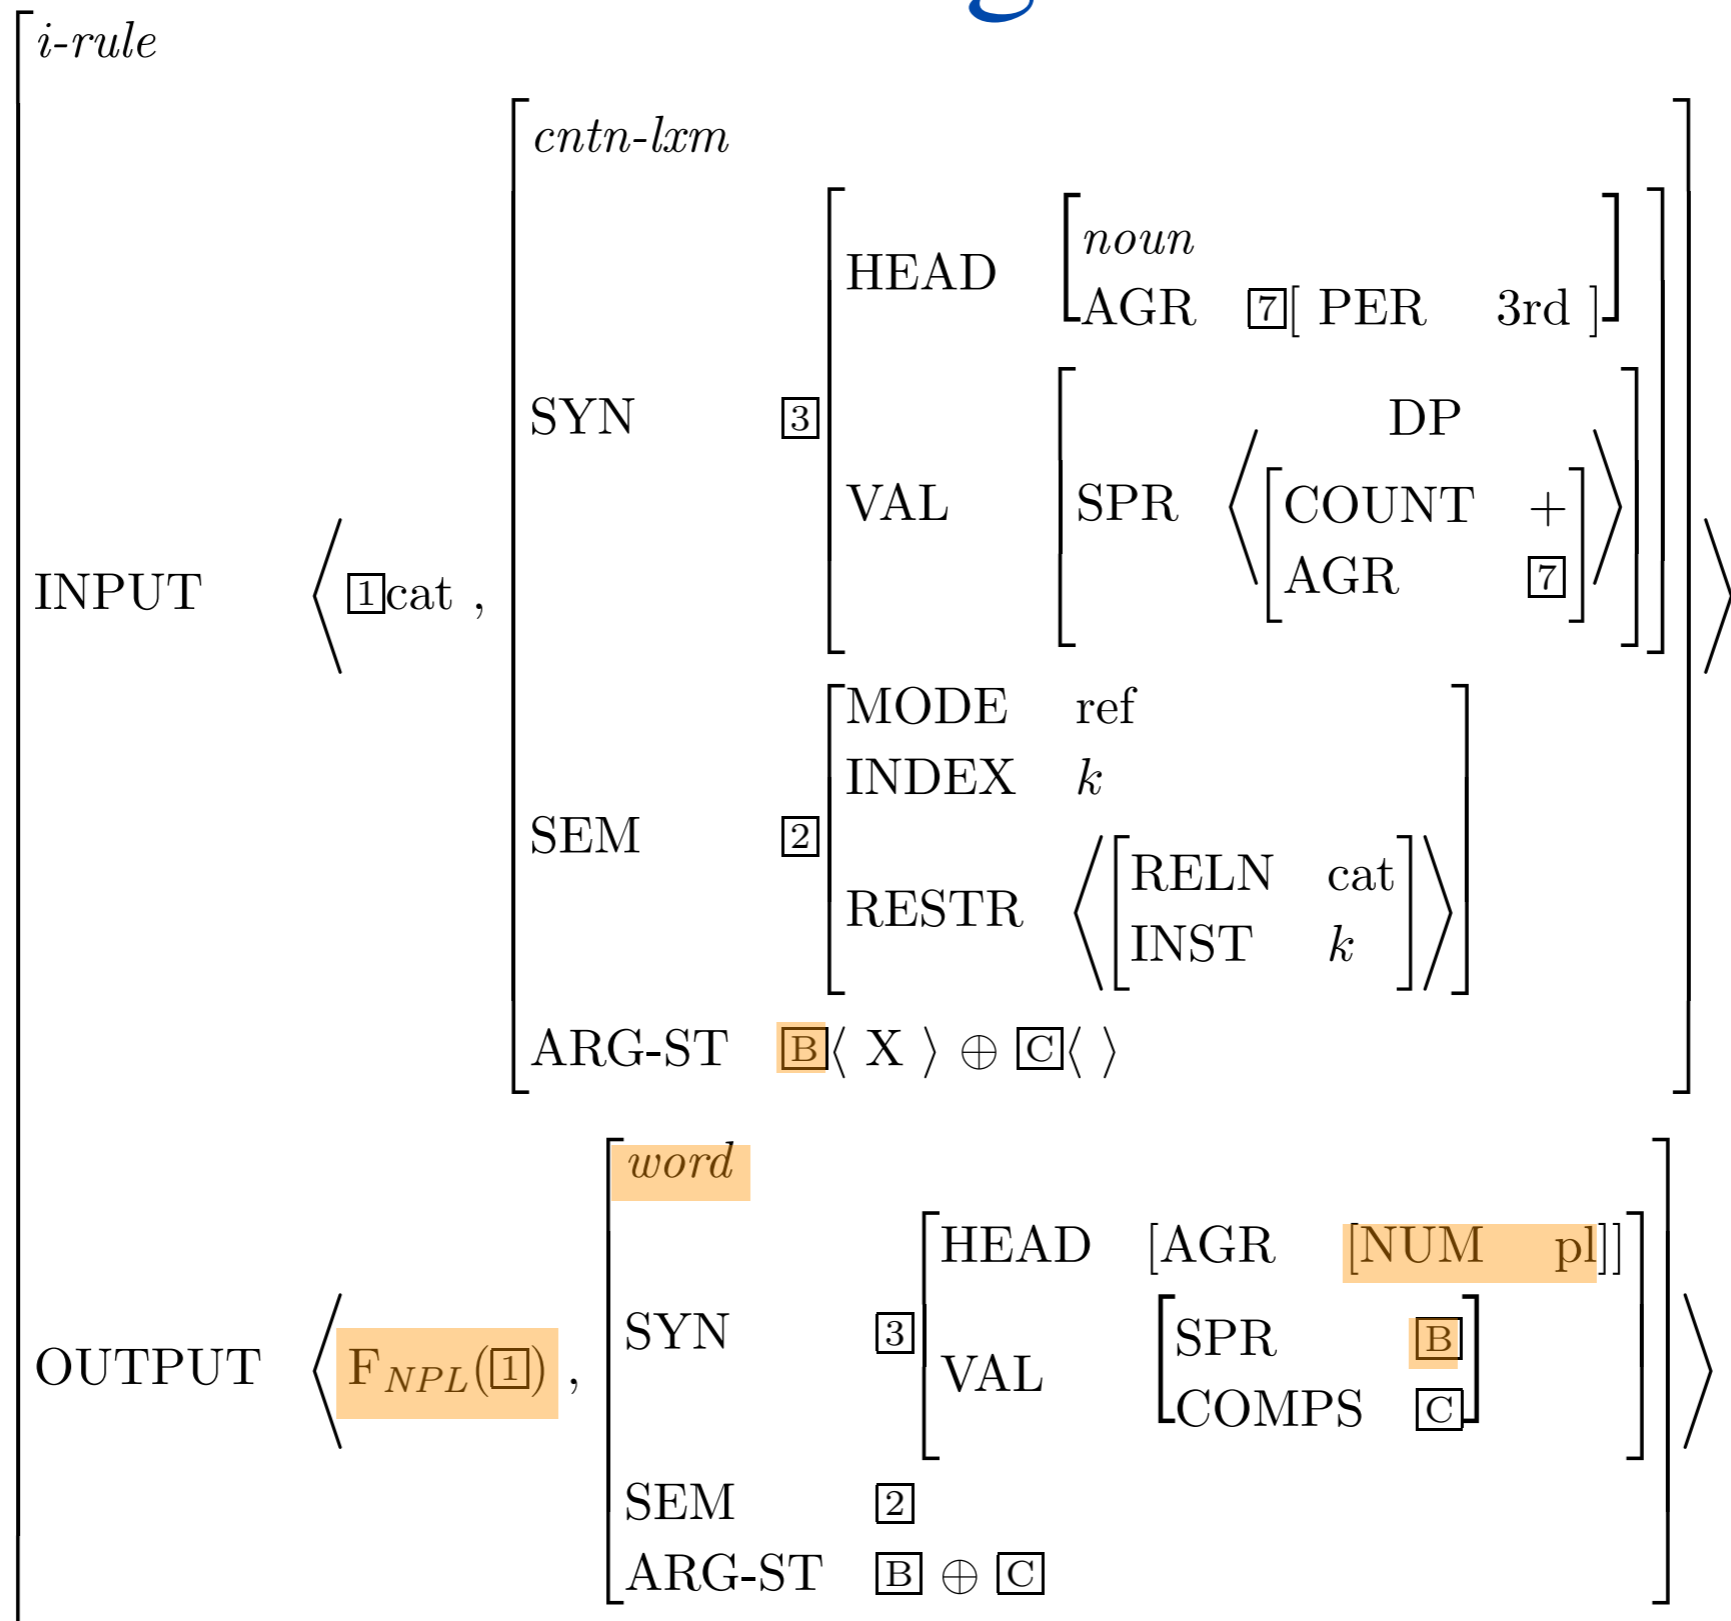 g
i-rule
cntn-lxm
HEAD noun
AGR 7[ PER 3rd ]
SYN 3
DP
VAL SPR COUNT +
AGR 7
INPUT ⟨ 1cat ,
MODE ref
INDEX k
SEM 2
RESTR RELN cat
INST k
ARG-ST B⟨ X ⟩ ⊕ C⟨ ⟩
word
HEAD [AGR [NUM pl]]
SYN 3
VAL SPR B
COMPS C
OUTPUT ⟨ F_NPL(1) ,
SEM 2
ARG-ST B ⊕ C